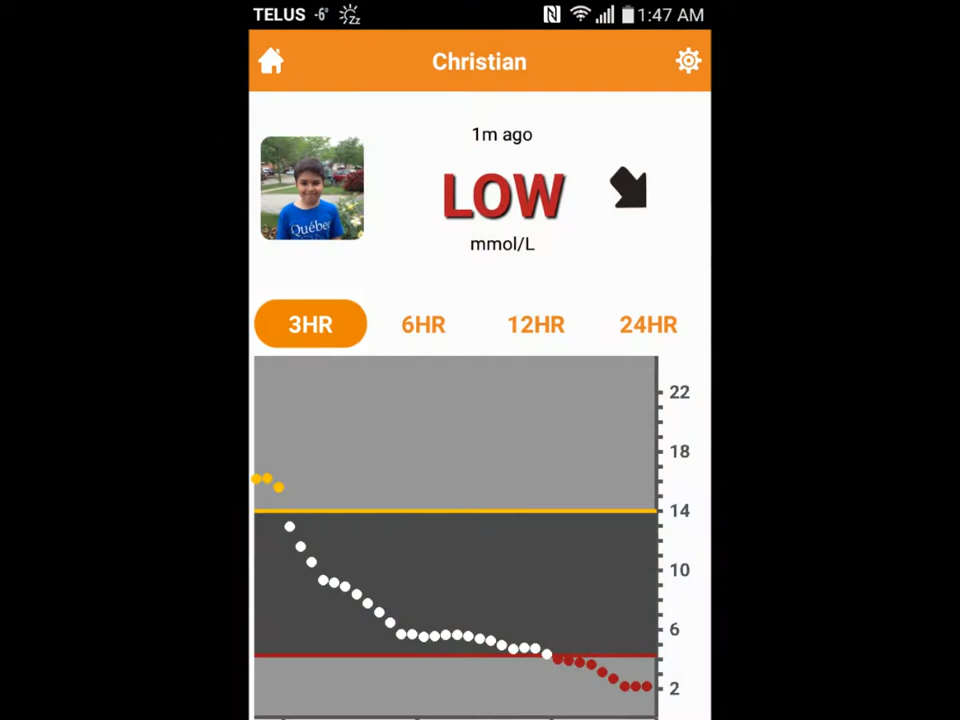 TELUS -6° Zz N 1:47 AM
Christian
1m ago
LOW
Québec
mmol/L
3HR 6HR 12HR 24HR
22
18
14
10
6
2